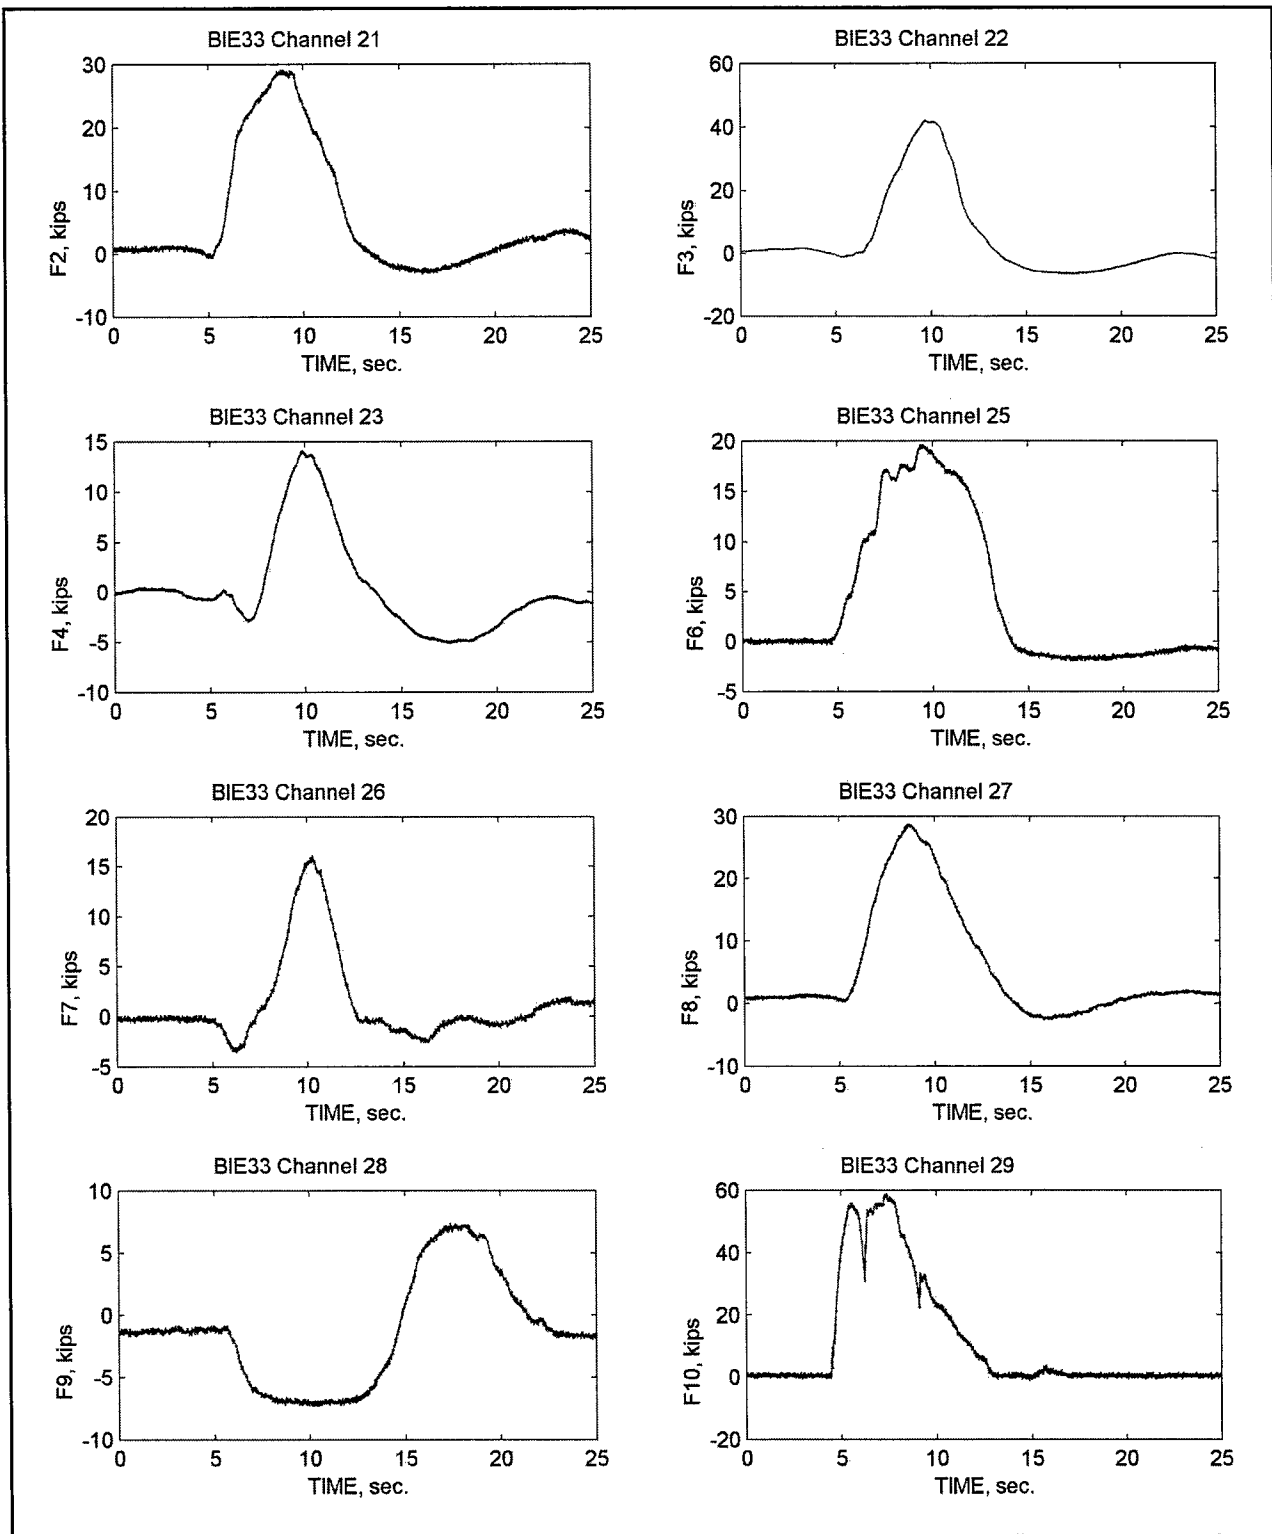 BIE33 Channel 21
30
20
10
0
-10
F2, kips
0 5 10 15 20 25
TIME, sec.
BIE33 Channel 22
60
40
20
0
-20
F3, kips
0 5 10 15 20 25
TIME, sec.
BIE33 Channel 23
15
10
5
0
-5
-10
F4, kips
0 5 10 15 20 25
TIME, sec.
BIE33 Channel 25
20
15
10
5
0
-5
F6, kips
0 5 10 15 20 25
TIME, sec.
BIE33 Channel 26
20
15
10
5
0
-5
F7, kips
0 5 10 15 20 25
TIME, sec.
BIE33 Channel 27
30
20
10
0
-10
F8, kips
0 5 10 15 20 25
TIME, sec.
BIE33 Channel 28
10
5
0
-5
-10
F9, kips
0 5 10 15 20 25
TIME, sec.
BIE33 Channel 29
60
40
20
0
-20
F10, kips
0 5 10 15 20 25
TIME, sec.